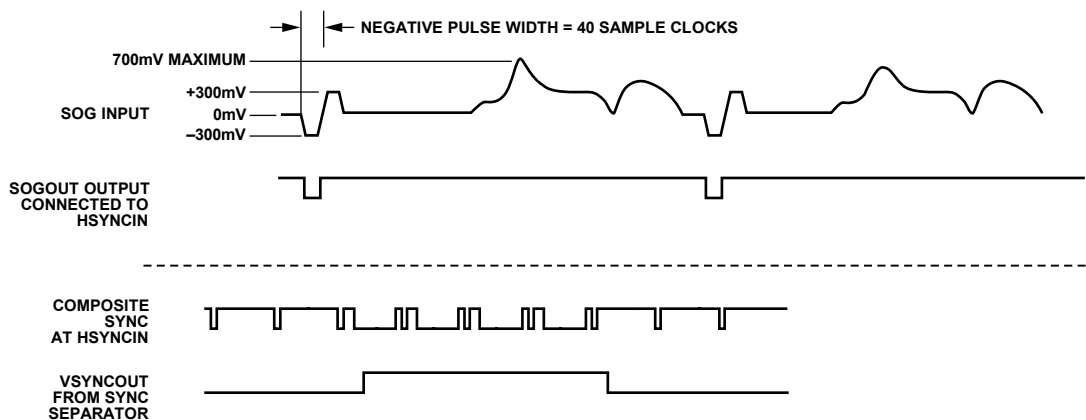 NEGATIVE PULSE WIDTH = 40 SAMPLE CLOCKS
700mV MAXIMUM
+300mV
SOG INPUT
0mV
–300mV
SOGOUT OUTPUT
CONNECTED TO
HSYNCIN
COMPOSITE
SYNC
AT HSYNCIN
VSYNCOUT
FROM SYNC
SEPARATOR